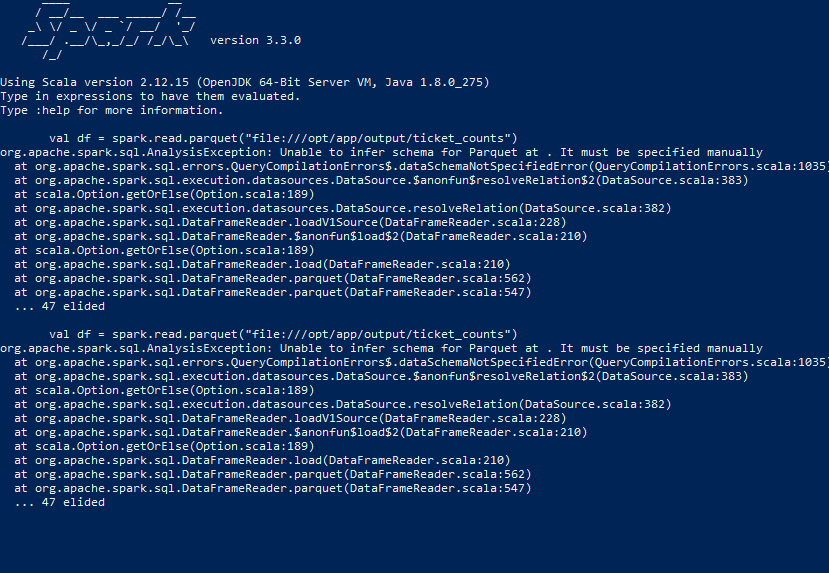 ____              __
     / __/__  ___ _____/ /__
    _\ \/ _ \/ _ `/ __/  '_/
   /___/ .__/\_,_/_/ /_/\_\   version 3.3.0
      /_/
Using Scala version 2.12.15 (OpenJDK 64-Bit Server VM, Java 1.8.0_275)
Type in expressions to have them evaluated.
Type :help for more information.
val df = spark.read.parquet("file:///opt/app/output/ticket_counts")
org.apache.spark.sql.AnalysisException: Unable to infer schema for Parquet at . It must be specified manually
  at org.apache.spark.sql.errors.QueryCompilationErrors$.dataSchemaNotSpecifiedError(QueryCompilationErrors.scala:1035)
  at org.apache.spark.sql.execution.datasources.DataSource.$anonfun$resolveRelation$2(DataSource.scala:383)
  at scala.Option.getOrElse(Option.scala:189)
  at org.apache.spark.sql.execution.datasources.DataSource.resolveRelation(DataSource.scala:382)
  at org.apache.spark.sql.DataFrameReader.loadV1Source(DataFrameReader.scala:228)
  at org.apache.spark.sql.DataFrameReader.$anonfun$load$2(DataFrameReader.scala:210)
  at scala.Option.getOrElse(Option.scala:189)
  at org.apache.spark.sql.DataFrameReader.load(DataFrameReader.scala:210)
  at org.apache.spark.sql.DataFrameReader.parquet(DataFrameReader.scala:562)
  at org.apache.spark.sql.DataFrameReader.parquet(DataFrameReader.scala:547)
  ... 47 elided
val df = spark.read.parquet("file:///opt/app/output/ticket_counts")
org.apache.spark.sql.AnalysisException: Unable to infer schema for Parquet at . It must be specified manually
  at org.apache.spark.sql.errors.QueryCompilationErrors$.dataSchemaNotSpecifiedError(QueryCompilationErrors.scala:1035)
  at org.apache.spark.sql.execution.datasources.DataSource.$anonfun$resolveRelation$2(DataSource.scala:383)
  at scala.Option.getOrElse(Option.scala:189)
  at org.apache.spark.sql.execution.datasources.DataSource.resolveRelation(DataSource.scala:382)
  at org.apache.spark.sql.DataFrameReader.loadV1Source(DataFrameReader.scala:228)
  at org.apache.spark.sql.DataFrameReader.$anonfun$load$2(DataFrameReader.scala:210)
  at scala.Option.getOrElse(Option.scala:189)
  at org.apache.spark.sql.DataFrameReader.load(DataFrameReader.scala:210)
  at org.apache.spark.sql.DataFrameReader.parquet(DataFrameReader.scala:562)
  at org.apache.spark.sql.DataFrameReader.parquet(DataFrameReader.scala:547)
  ... 47 elided